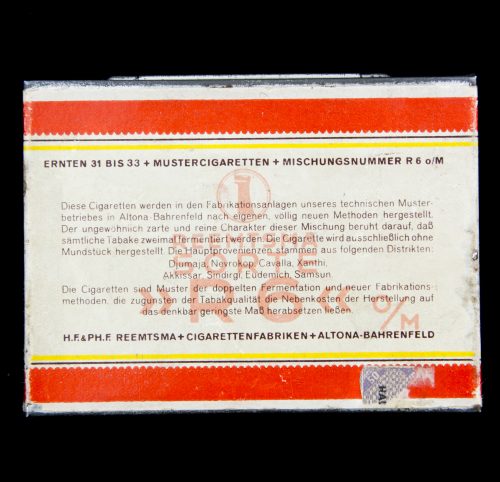 ERNTEN 31 BIS 33 + MUSTERCIGARETTEN + MISCHUNGSNUMMER R 6 o/M
Diese Cigaretten werden in den Fabrikationsanlagen unseres technischen Muster-
betriebes in Altona-Bahrenfeld nach eigenen, völlig neuen Methoden hergestellt.
Der ungewöhnlich zarte und reine Charakter dieser Mischung beruht darauf, daß
sämtliche Tabake zweimal fermentiert werden. Die Cigarette wird ausschließlich ohne
Mundstück hergestellt. Die Hauptprovenienzen stammen aus folgenden Distrikten:
Djumaja, Nevrokop, Cavalla, Xanthi,
Akhissar, Sindirgi, Eudemich, Samsun.
Die Cigaretten sind Muster der doppelten Fermentation und neuer Fabrikations-
methoden, die zugunsten der Tabakqualität die Nebenkosten der Herstellung auf
das denkbar geringste Maß herabsetzen ließen.
»R6« o/M
H.F.&PH.F. REEMTSMA + CIGARETTENFABRIKEN + ALTONA-BAHRENFELD